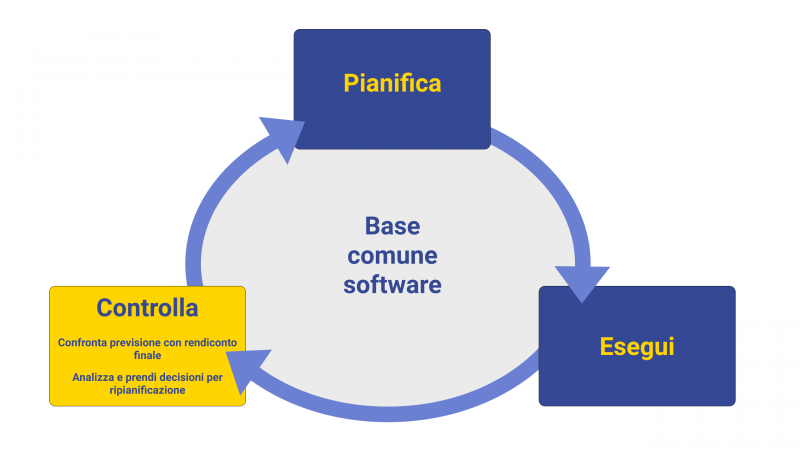 Pianifica
Base
comune
software
Controlla
Confronta previsione con rendiconto
finale
Analizza e prendi decisioni per
ripianificazione
Esegui